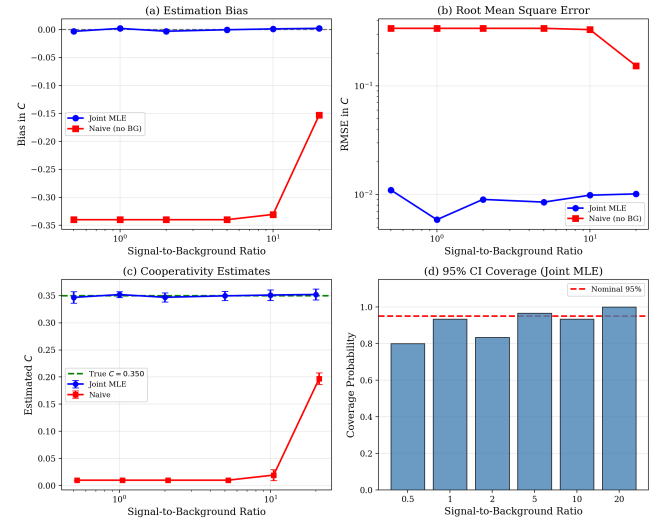 (a) Estimation Bias
0.00
−0.05
−0.10
−0.15
−0.20
−0.25
−0.30
−0.35
Bias in C
Joint MLE
Naive (no BG)
10⁰
10¹
Signal-to-Background Ratio
(b) Root Mean Square Error
10⁻¹
10⁻²
RMSE in C
Joint MLE
Naive (no BG)
10⁰
10¹
Signal-to-Background Ratio
(c) Cooperativity Estimates
0.35
0.30
0.25
0.20
0.15
0.10
0.05
0.00
Estimated C
True C = 0.350
Joint MLE
Naive
10⁰
10¹
Signal-to-Background Ratio
(d) 95% CI Coverage (Joint MLE)
Nominal 95%
1.0
0.8
0.6
0.4
0.2
0.0
Coverage Probability
0.5
1
2
5
10
20
Signal-to-Background Ratio